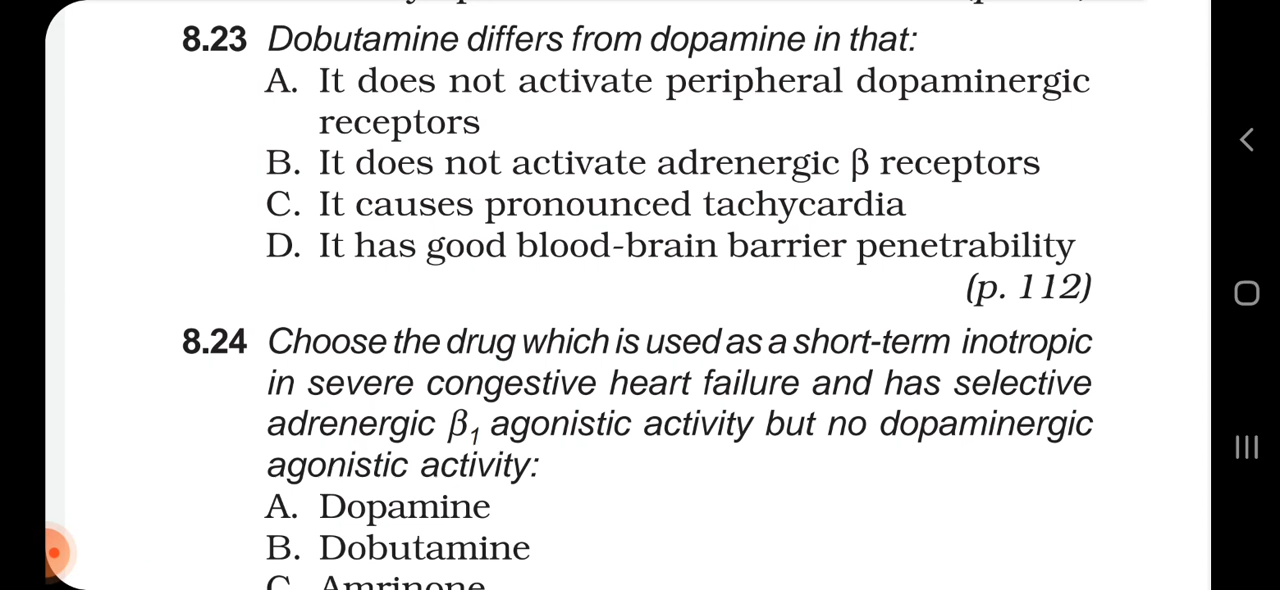 8.23 Dobutamine differs from dopamine in that:
A. It does not activate peripheral dopaminergic
receptors
B. It does not activate adrenergic β receptors
C. It causes pronounced tachycardia
D. It has good blood-brain barrier penetrability
(p. 112)
8.24 Choose the drug which is used as a short-term inotropic
in severe congestive heart failure and has selective
adrenergic β₁ agonistic activity but no dopaminergic
agonistic activity:
A. Dopamine
B. Dobutamine
C. Amrinone